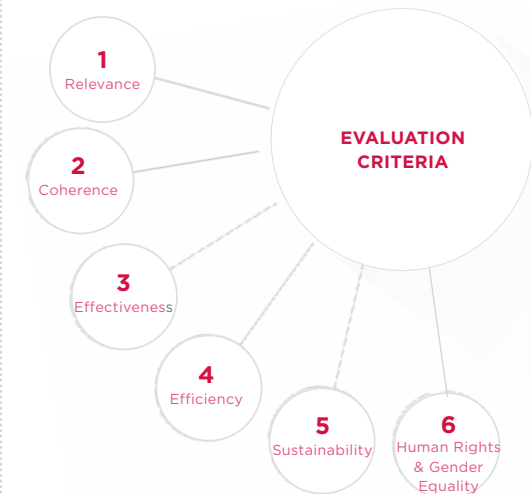 1
Relevance
EVALUATION
CRITERIA
2
Coherence
3
Effectiveness
4
Efficiency
5
Sustainability
6
Human Rights
& Gender
Equality